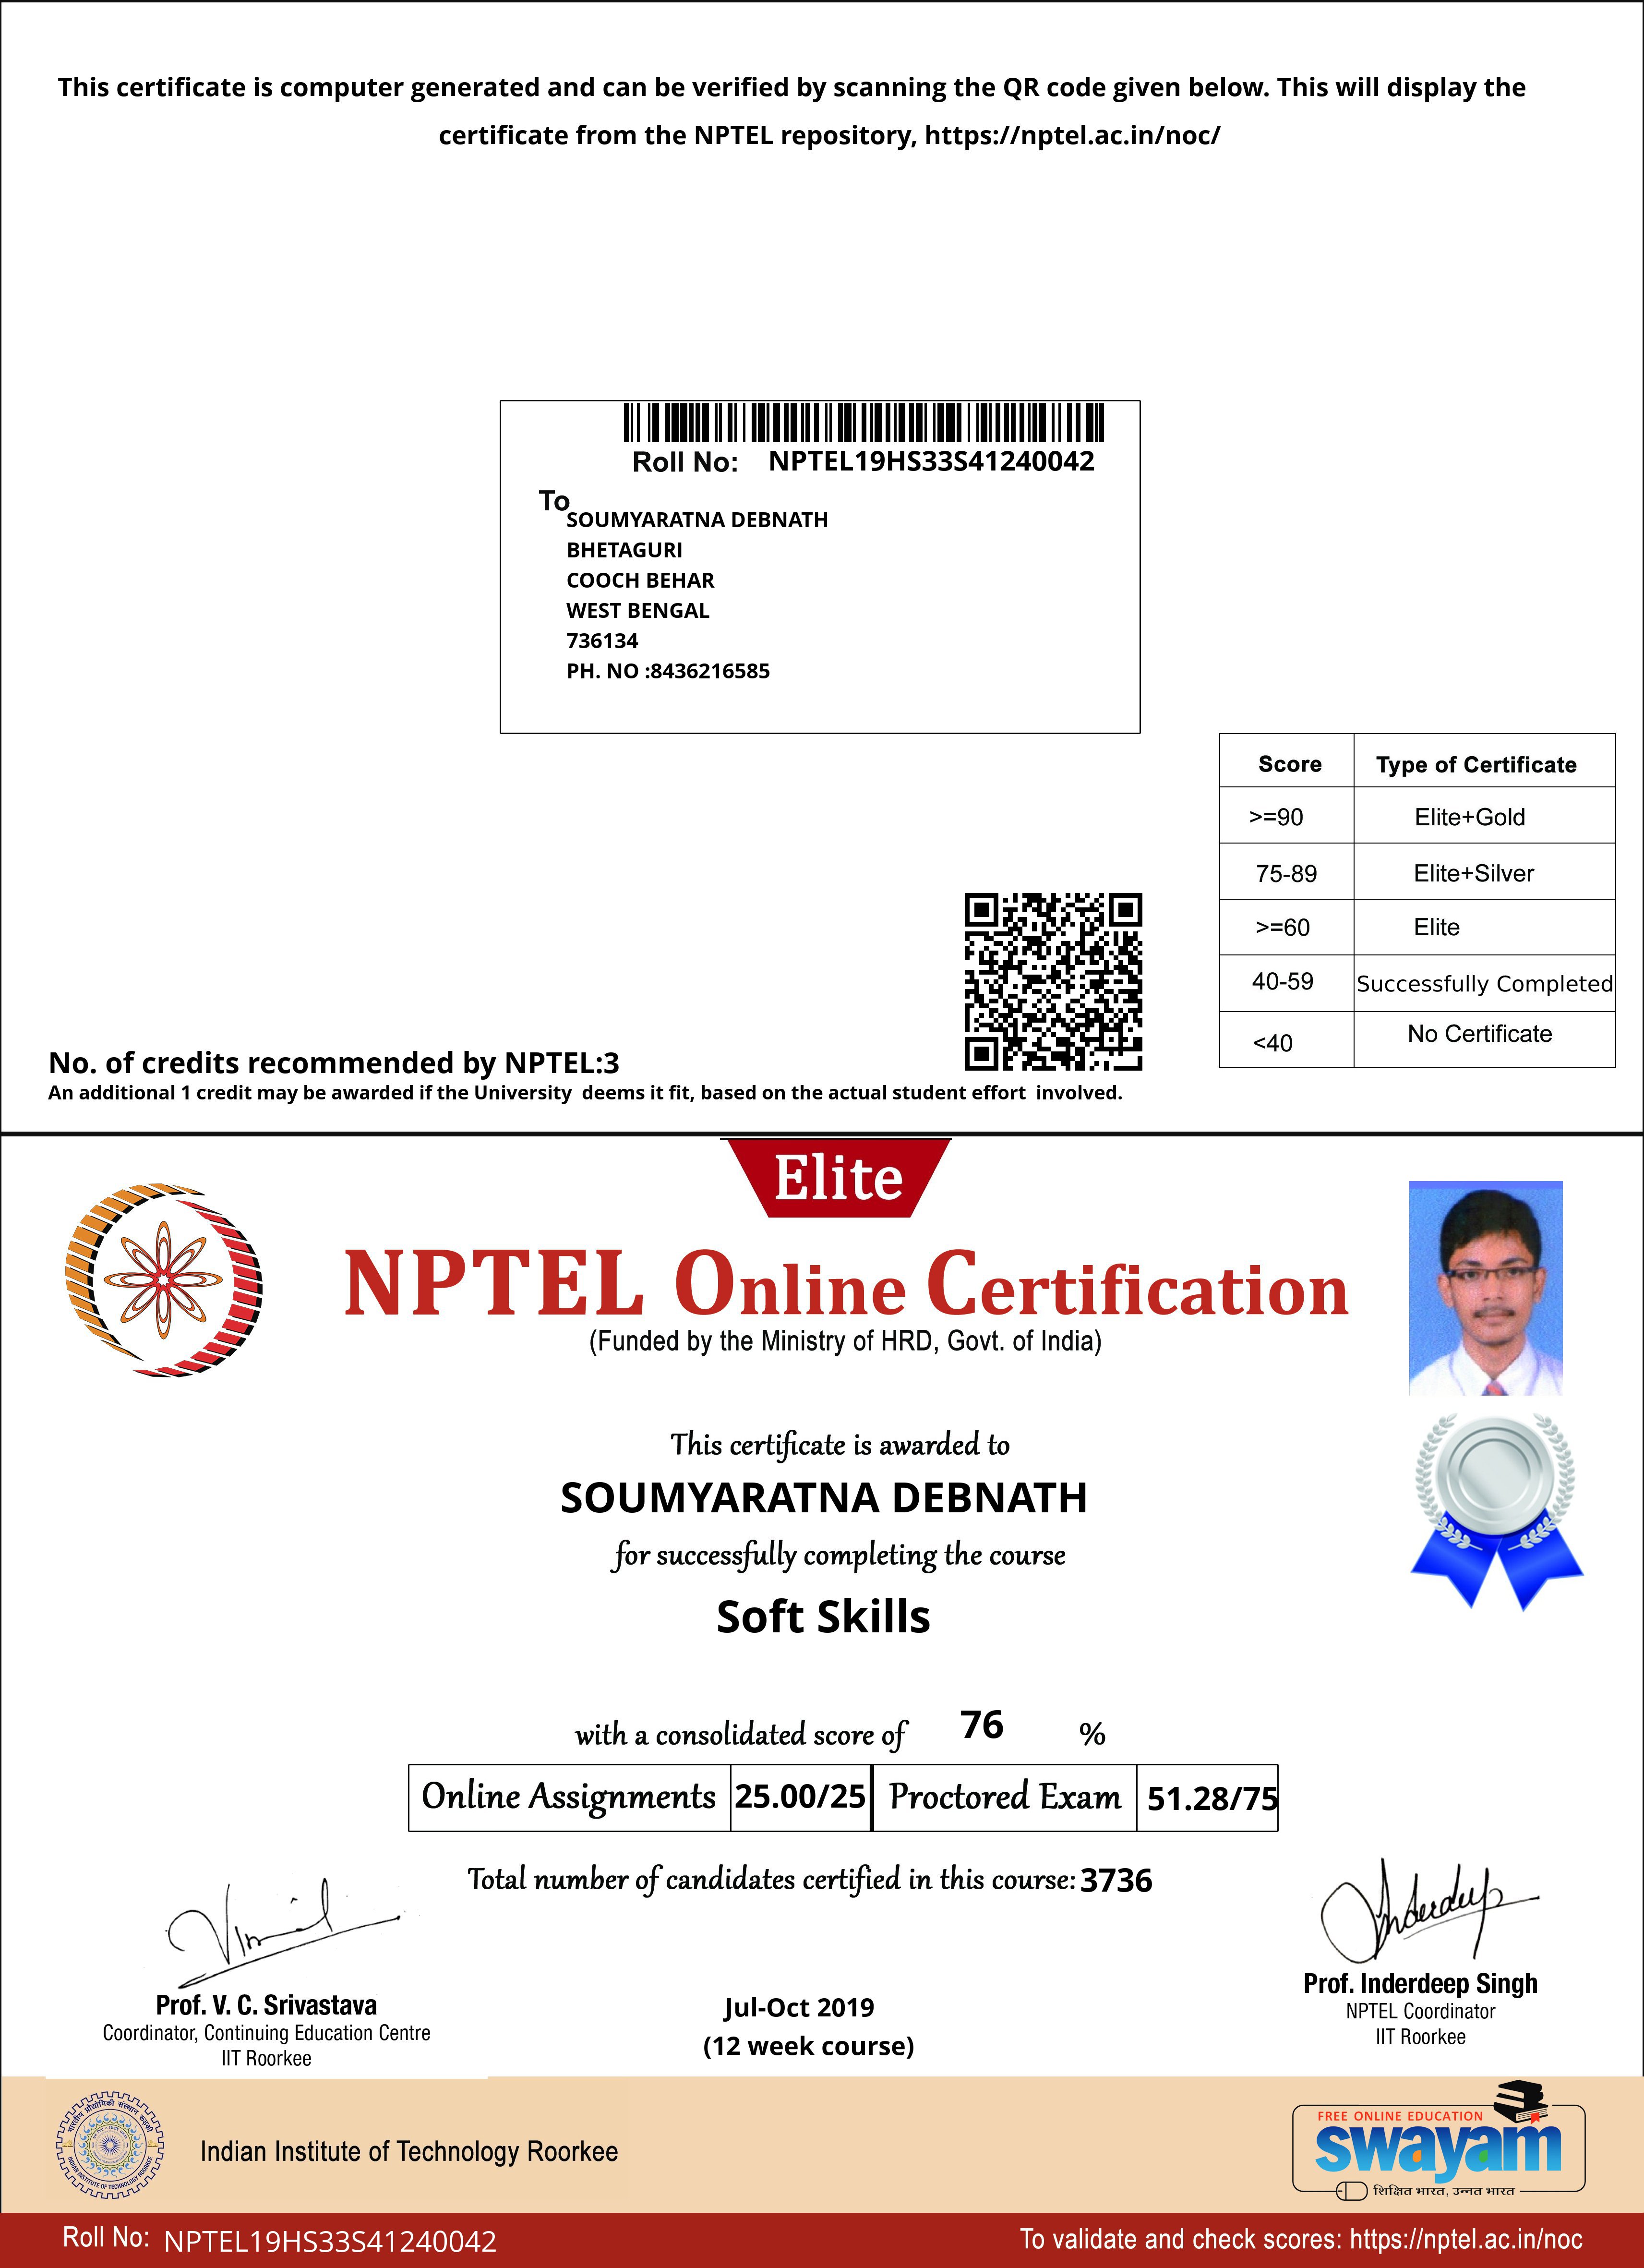 This certificate is computer generated and can be verified by scanning the QR code given below. This will display the
certificate from the NPTEL repository, https://nptel.ac.in/noc/
Roll No: NPTEL19HS33S41240042
To
SOUMYARATNA DEBNATH
BHETAGURI
COOCH BEHAR
WEST BENGAL
736134
PH. NO :8436216585
Score Type of Certificate
>=90 Elite+Gold
75-89 Elite+Silver
>=60 Elite
40-59 Successfully Completed
<40 No Certificate
No. of credits recommended by NPTEL:3
An additional 1 credit may be awarded if the University deems it fit, based on the actual student effort involved.
Elite
NPTEL Online Certification
(Funded by the Ministry of HRD, Govt. of India)
This certificate is awarded to
SOUMYARATNA DEBNATH
for successfully completing the course
Soft Skills
with a consolidated score of 76 %
Online Assignments 25.00/25 Proctored Exam 51.28/75
Total number of candidates certified in this course: 3736
Prof. V. C. Srivastava
Coordinator, Continuing Education Centre
IIT Roorkee
Jul-Oct 2019
(12 week course)
Prof. Inderdeep Singh
NPTEL Coordinator
IIT Roorkee
भारतीय प्रौद्योगिकी संस्थान रुड़की
INDIAN INSTITUTE OF TECHNOLOGY ROORKEE
Indian Institute of Technology Roorkee
FREE ONLINE EDUCATION
swayam
शिक्षित भारत, उन्नत भारत
Roll No: NPTEL19HS33S41240042
To validate and check scores: https://nptel.ac.in/noc